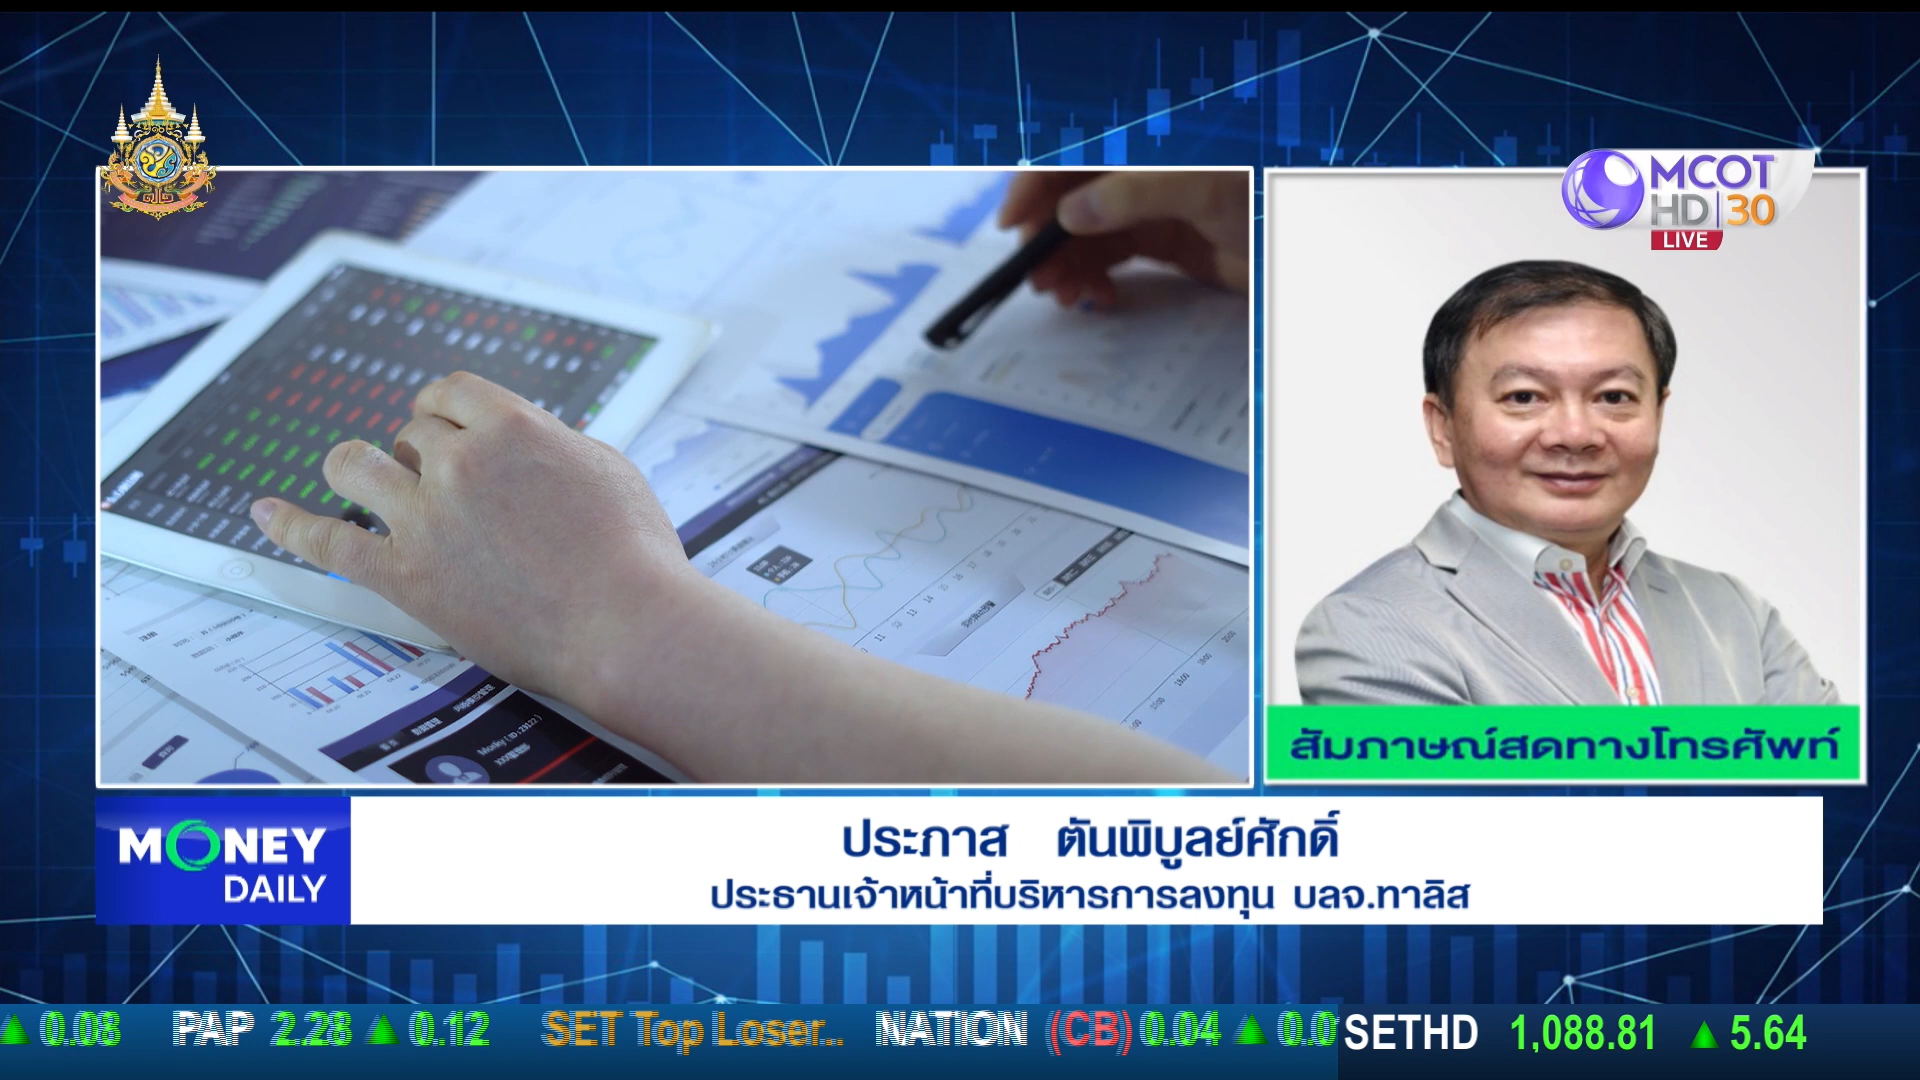 MCOT
HD 30
LIVE
สัมภาษณ์สดทางโทรศัพท์
MONEY
DAILY
ประภาส ตันพิบูลย์ศักดิ์
ประธานเจ้าหน้าที่บริหารการลงทุน บลจ.ทาลิส
▲ 0.08 PAP 2.28 ▲ 0.12 SET Top Loser... NATION (CB) 0.04 ▲ 0.0
SETHD 1,088.81 ▲ 5.64